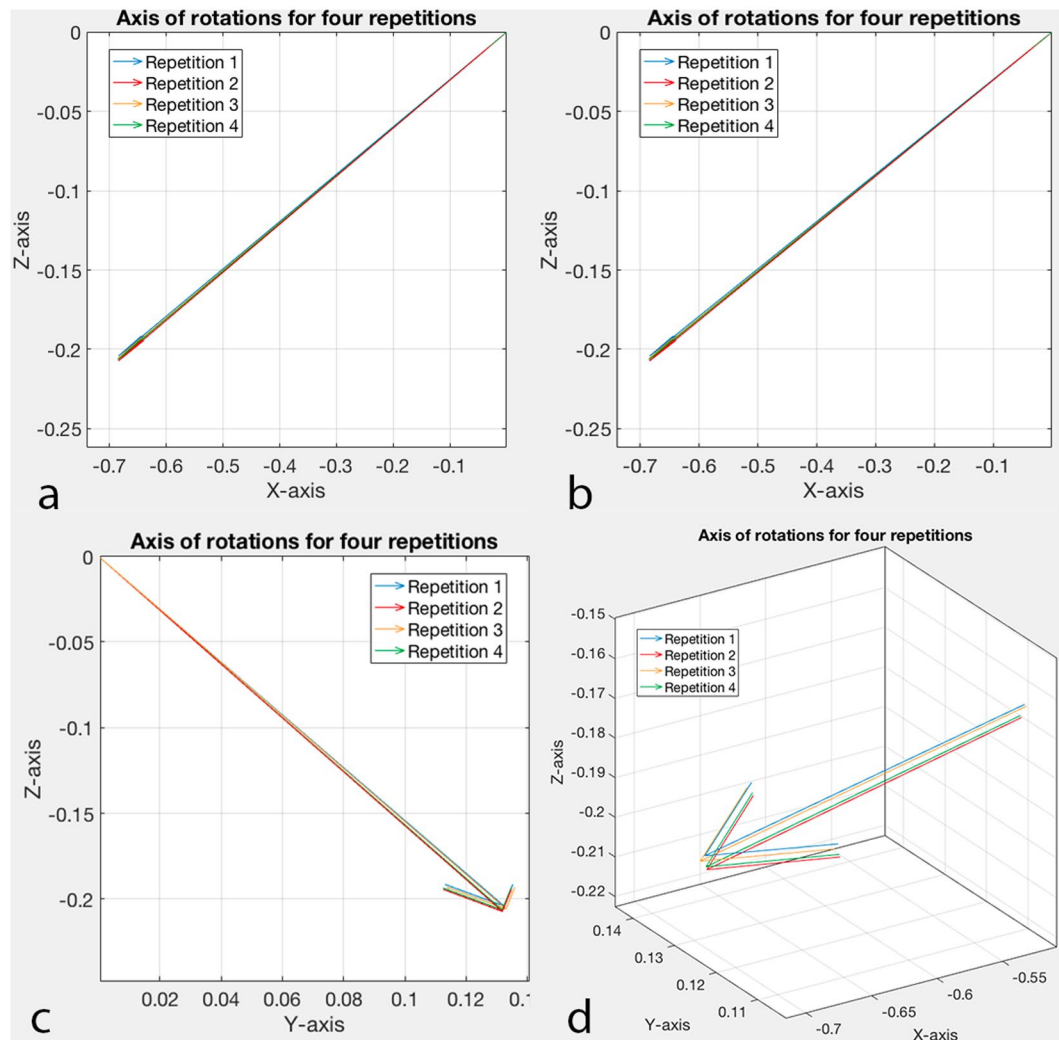 Axis of rotations for four repetitions
0
-0.05
-0.1
-0.15
-0.2
-0.25
Z-axis
Repetition 1
Repetition 2
Repetition 3
Repetition 4
-0.7 -0.6 -0.5 -0.4 -0.3 -0.2 -0.1
X-axis
a
Axis of rotations for four repetitions
0
-0.05
-0.1
-0.15
-0.2
-0.25
Z-axis
Repetition 1
Repetition 2
Repetition 3
Repetition 4
-0.7 -0.6 -0.5 -0.4 -0.3 -0.2 -0.1
X-axis
b
Axis of rotations for four repetitions
0
-0.05
-0.1
-0.15
-0.2
Z-axis
Repetition 1
Repetition 2
Repetition 3
Repetition 4
0.02 0.04 0.06 0.08 0.1 0.12 0.1
Y-axis
c
Axis of rotations for four repetitions
-0.15
-0.16
-0.17
-0.18
-0.19
-0.2
-0.21
-0.22
Z-axis
Repetition 1
Repetition 2
Repetition 3
Repetition 4
0.14
0.13
0.12
0.11
Y-axis
-0.7
-0.65
-0.6
-0.55
X-axis
d